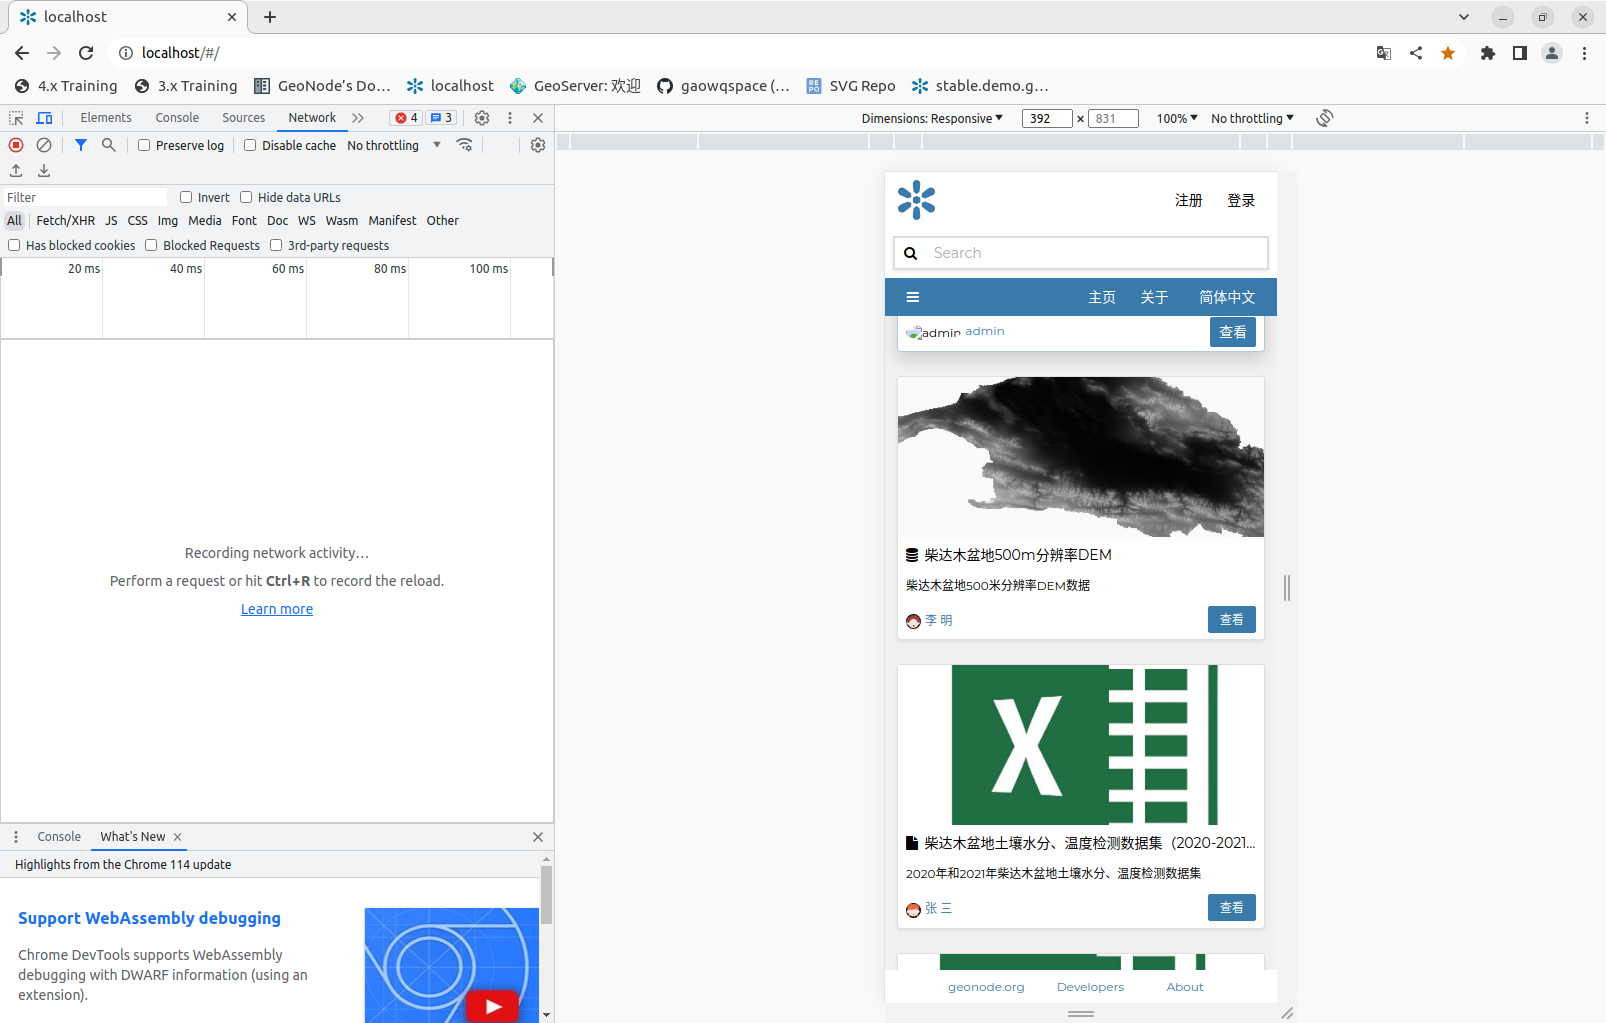 localhost
localhost/#/
4.x Training 3.x Training GeoNode’s Do... localhost GeoServer: 欢迎 gaowqspace (... REPO SVG Repo stable.demo.g...
Elements Console Sources Network 4 3
Preserve log Disable cache No throttling
Filter Invert Hide data URLs
All Fetch/XHR JS CSS Img Media Font Doc WS Wasm Manifest Other
Has blocked cookies Blocked Requests 3rd-party requests
20 ms 40 ms 60 ms 80 ms 100 ms
Recording network activity…
Perform a request or hit Ctrl+R to record the reload.
Learn more
Console What's New
Highlights from the Chrome 114 update
Support WebAssembly debugging
Chrome DevTools supports WebAssembly
debugging with DWARF information (using an
extension).
Dimensions: Responsive 392 × 831 100% No throttling
注册 登录
Search
主页 关于 简体中文
admin admin 查看
柴达木盆地500m分辨率DEM
柴达木盆地500米分辨率DEM数据
李 明 查看
X
柴达木盆地土壤水分、温度检测数据集（2020-2021...
2020年和2021年柴达木盆地土壤水分、温度检测数据集
张 三 查看
geonode.org Developers About